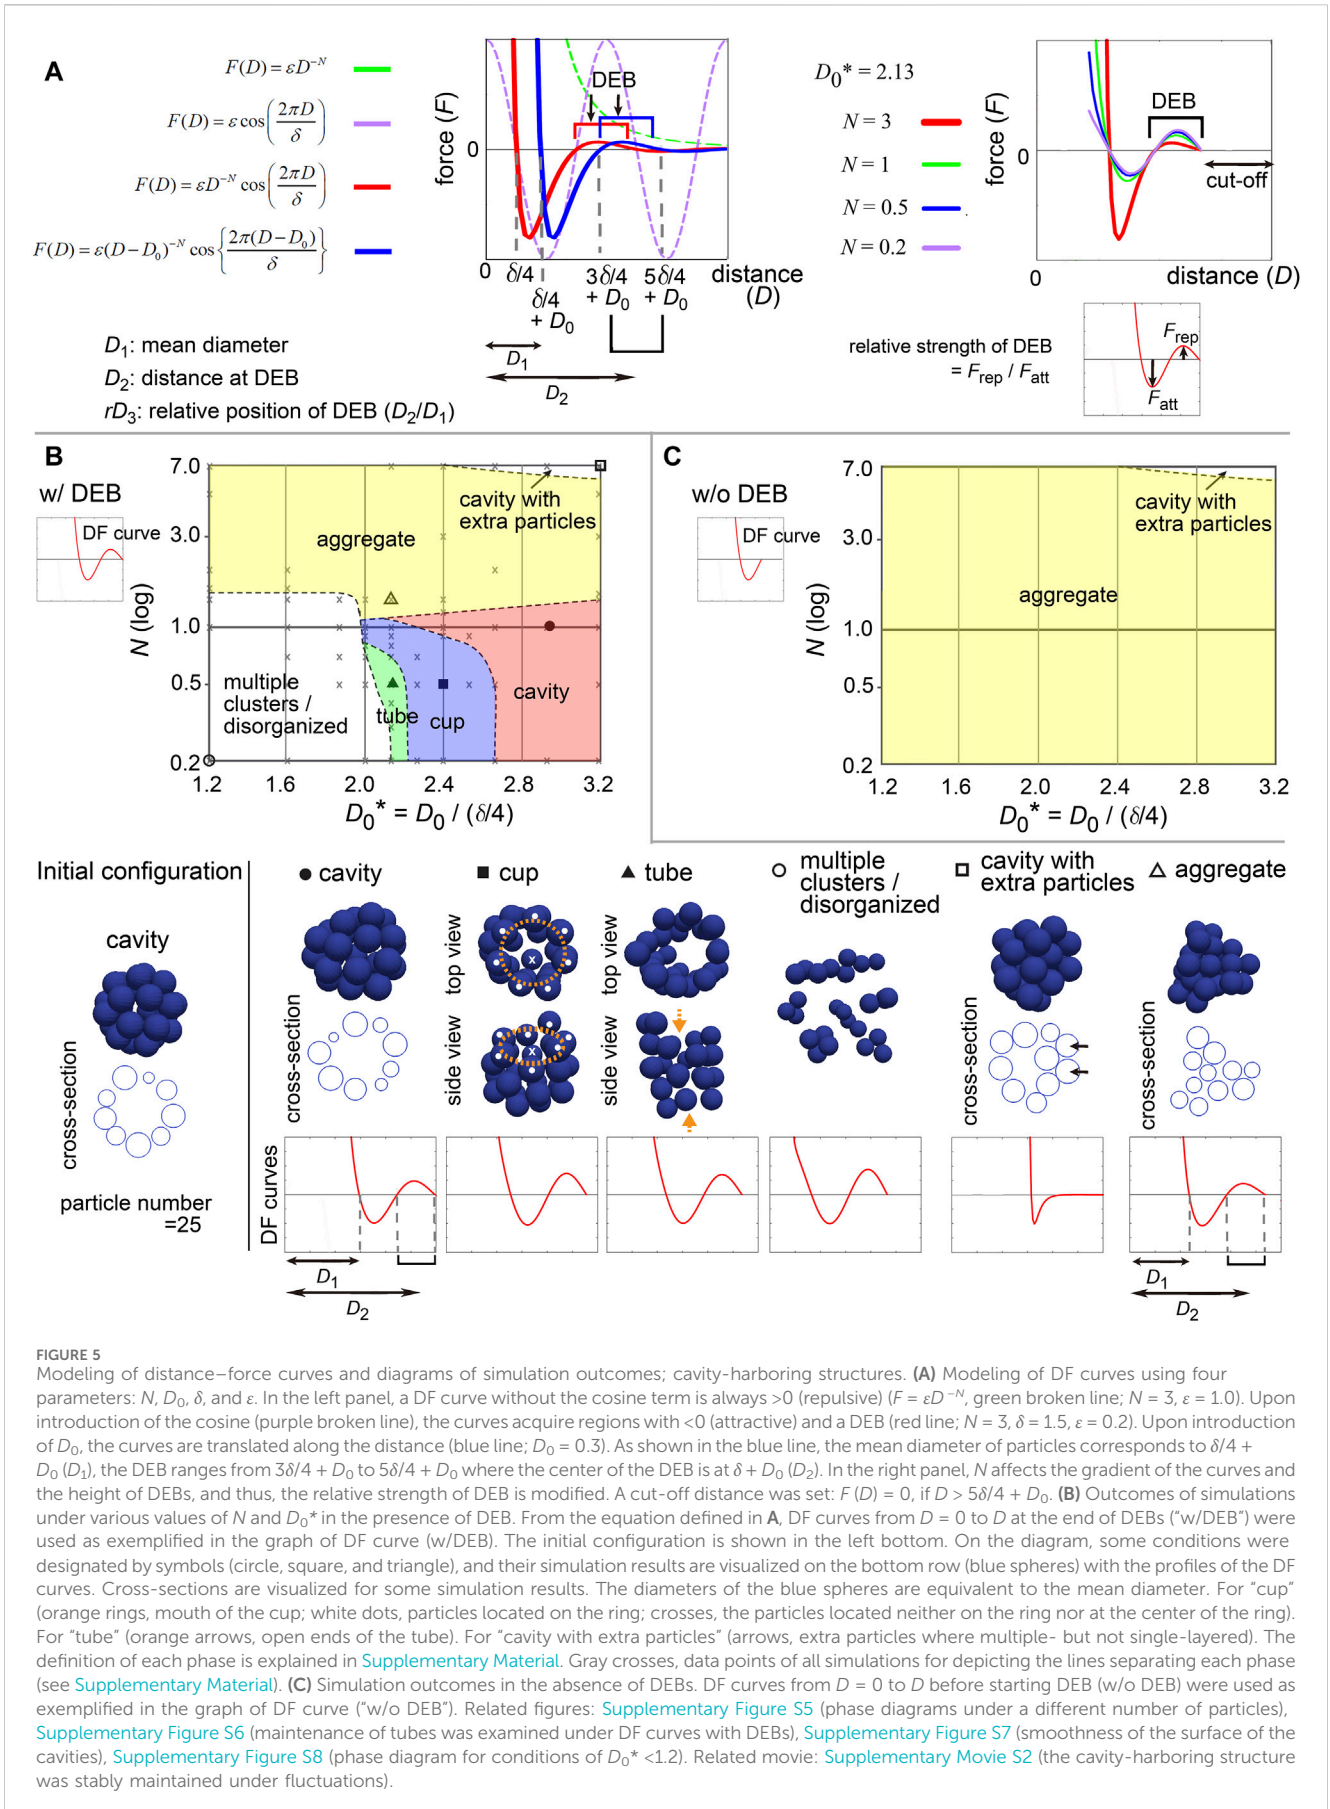 A
F(D) = εD⁻ᴺ
F(D) = ε cos(2πD/δ)
F(D) = εD⁻ᴺ cos(2πD/δ)
F(D) = ε(D − D₀)⁻ᴺ cos{2π(D − D₀)/δ}
D₁: mean diameter
D₂: distance at DEB
rD₃: relative position of DEB (D₂/D₁)
force (F)
0
DEB
0 δ/4 3δ/4 5δ/4 distance
+ D₀ + D₀ (D)
δ/4
+ D₀
D₁
D₂
D₀* = 2.13
N = 3
N = 1
N = 0.5
N = 0.2
force (F)
0
DEB
cut-off
0
distance (D)
relative strength of DEB
= Frep / Fatt
Frep
Fatt
B
w/ DEB
DF curve
N (log)
7.0
3.0
1.0
0.5
0.2
aggregate
cavity with
extra particles
multiple
clusters /
disorganized
tube
cup
cavity
1.2 1.6 2.0 2.4 2.8 3.2
D₀* = D₀ / (δ/4)
C
w/o DEB
DF curve
N (log)
7.0
3.0
1.0
0.5
0.2
cavity with
extra particles
aggregate
1.2 1.6 2.0 2.4 2.8 3.2
D₀* = D₀ / (δ/4)
Initial configuration
cavity
cross-section
particle number
=25
● cavity
cross-section
■ cup
top view
side view
▲ tube
top view
side view
○ multiple
clusters /
disorganized
□ cavity with
extra particles
cross-section
△ aggregate
cross-section
DF curves
D₁
D₂
D₁
D₂
FIGURE 5
Modeling of distance–force curves and diagrams of simulation outcomes; cavity-harboring structures. (A) Modeling of DF curves using four
parameters: N, D₀, δ, and ε. In the left panel, a DF curve without the cosine term is always >0 (repulsive) (F = εD⁻ᴺ, green broken line; N = 3, ε = 1.0). Upon
introduction of the cosine (purple broken line), the curves acquire regions with <0 (attractive) and a DEB (red line; N = 3, δ = 1.5, ε = 0.2). Upon introduction
of D₀, the curves are translated along the distance (blue line; D₀ = 0.3). As shown in the blue line, the mean diameter of particles corresponds to δ/4 +
D₀ (D₁), the DEB ranges from 3δ/4 + D₀ to 5δ/4 + D₀ where the center of the DEB is at δ + D₀ (D₂). In the right panel, N affects the gradient of the curves and
the height of DEBs, and thus, the relative strength of DEB is modified. A cut-off distance was set: F (D) = 0, if D > 5δ/4 + D₀. (B) Outcomes of simulations
under various values of N and D₀* in the presence of DEB. From the equation defined in A, DF curves from D = 0 to D at the end of DEBs (“w/DEB”) were
used as exemplified in the graph of DF curve (w/DEB). The initial configuration is shown in the left bottom. On the diagram, some conditions were
designated by symbols (circle, square, and triangle), and their simulation results are visualized on the bottom row (blue spheres) with the profiles of the DF
curves. Cross-sections are visualized for some simulation results. The diameters of the blue spheres are equivalent to the mean diameter. For “cup”
(orange rings, mouth of the cup; white dots, particles located on the ring; crosses, the particles located neither on the ring nor at the center of the ring).
For “tube” (orange arrows, open ends of the tube). For “cavity with extra particles” (arrows, extra particles where multiple- but not single-layered). The
definition of each phase is explained in Supplementary Material. Gray crosses, data points of all simulations for depicting the lines separating each phase
(see Supplementary Material). (C) Simulation outcomes in the absence of DEBs. DF curves from D = 0 to D before starting DEB (w/o DEB) were used as
exemplified in the graph of DF curve (“w/o DEB”). Related figures: Supplementary Figure S5 (phase diagrams under a different number of particles),
Supplementary Figure S6 (maintenance of tubes was examined under DF curves with DEBs), Supplementary Figure S7 (smoothness of the surface of the
cavities), Supplementary Figure S8 (phase diagram for conditions of D₀* <1.2). Related movie: Supplementary Movie S2 (the cavity-harboring structure
was stably maintained under fluctuations).